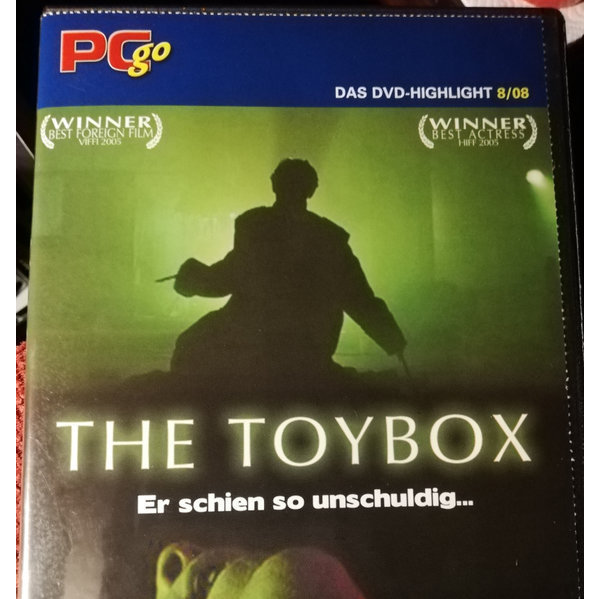 PCgo
DAS DVD-HIGHLIGHT 8/08
WINNER
BEST FOREIGN FILM
VIFFI 2005
WINNER
BEST ACTRESS
HIFF 2005
THE TOYBOX
Er schien so unschuldig...